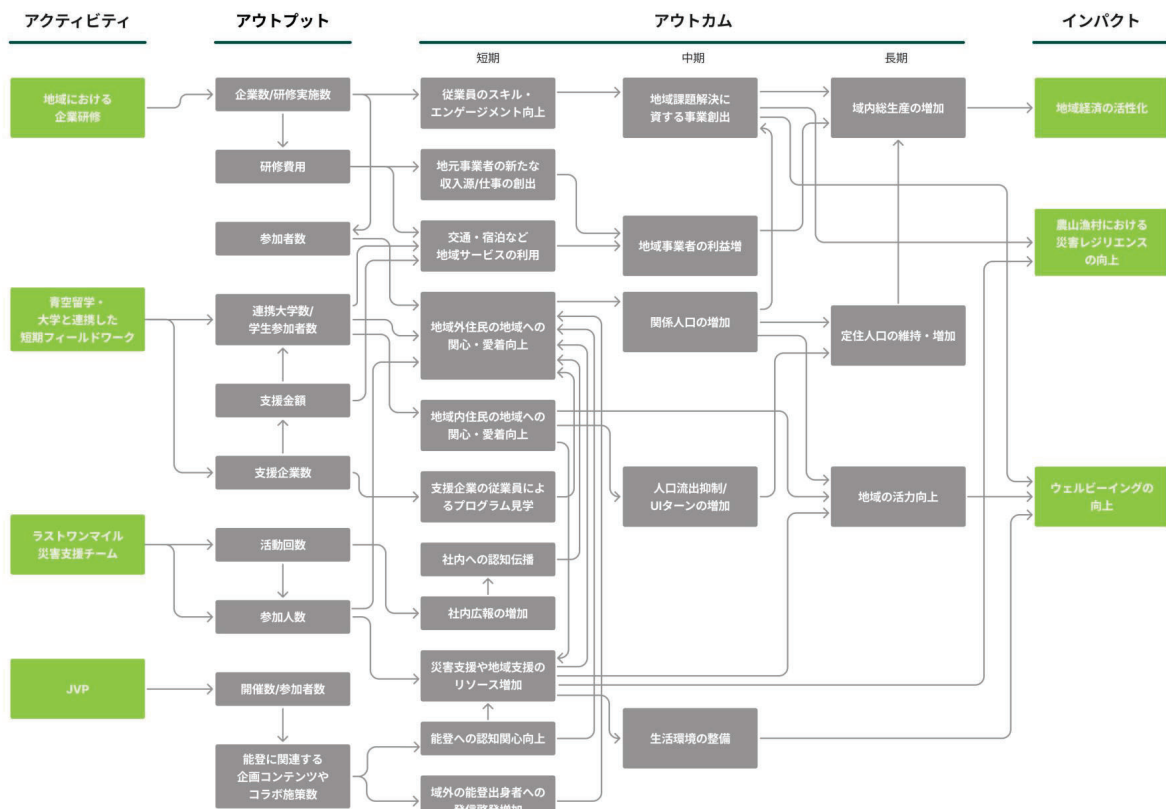 アクティビティ
アウトプット
アウトカム
インパクト
短期
中期
長期
地域における
企業研修
企業数/研修実施数
従業員のスキル・
エンゲージメント向上
地域課題解決に
資する事業創出
域内総生産の増加
地域経済の活性化
研修費用
地元事業者の新たな
収入源/仕事の創出
参加者数
交通・宿泊など
地域サービスの利用
地域事業者の利益増
農山漁村における
災害レジリエンス
の向上
青空留学・
大学と連携した
短期フィールドワーク
連携大学数/
学生参加者数
地域外住民の地域への
関心・愛着向上
関係人口の増加
定住人口の維持・増加
支援金額
地域内住民の地域への
関心・愛着向上
支援企業数
支援企業の従業員によ
るプログラム見学
人口流出抑制/
UIターンの増加
地域の活力向上
ウェルビーイングの
向上
ラストワンマイル
災害支援チーム
活動回数
社内への認知伝播
参加人数
社内広報の増加
JVP
開催数/参加者数
災害支援や地域支援の
リソース増加
能登に関連する
企画コンテンツや
コラボ施策数
能登への認知関心向上
生活環境の整備
域外の能登出身者への
発信啓発増加